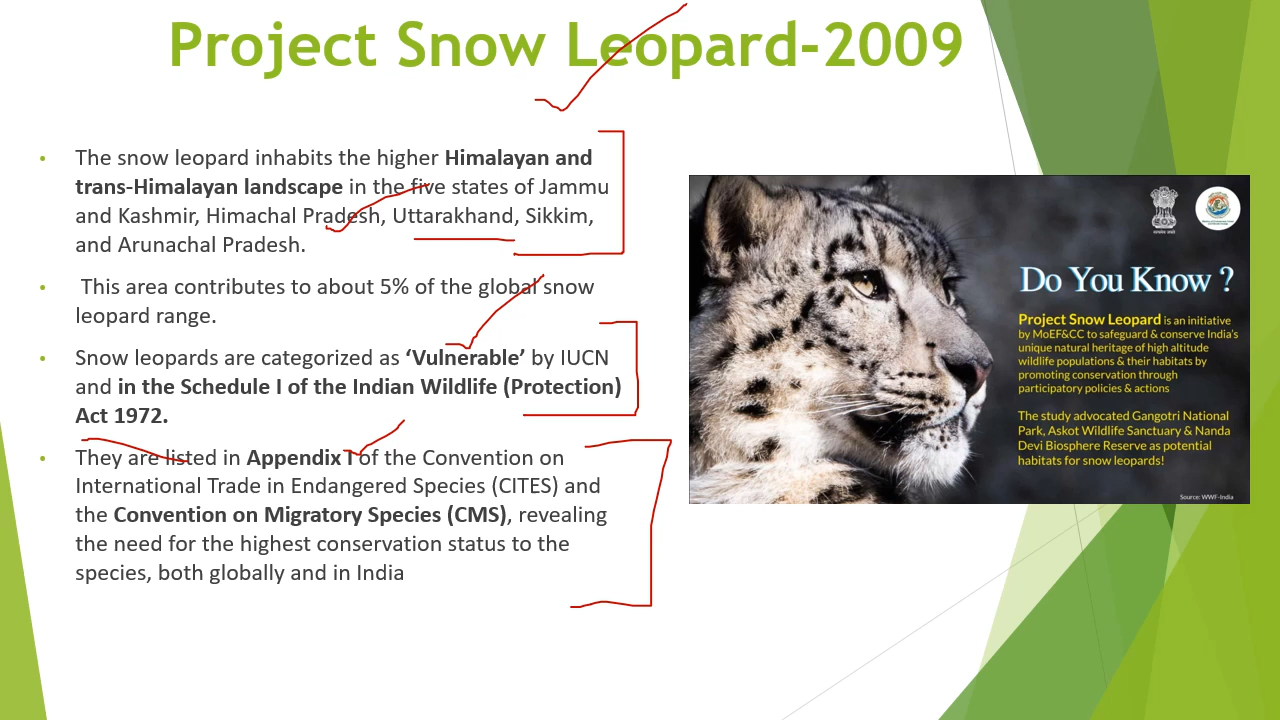 Project Snow Leopard-2009
• The snow leopard inhabits the higher Himalayan and
trans-Himalayan landscape in the five states of Jammu
and Kashmir, Himachal Pradesh, Uttarakhand, Sikkim,
and Arunachal Pradesh.
• This area contributes to about 5% of the global snow
leopard range.
• Snow leopards are categorized as ‘Vulnerable’ by IUCN
and in the Schedule I of the Indian Wildlife (Protection)
Act 1972.
• They are listed in Appendix I of the Convention on
International Trade in Endangered Species (CITES) and
the Convention on Migratory Species (CMS), revealing
the need for the highest conservation status to the
species, both globally and in India
Do You Know ?
Project Snow Leopard is an initiative
by MoEF&CC to safeguard & conserve India's
unique natural heritage of high altitude
wildlife populations & their habitats by
promoting conservation through
participatory policies & actions
The study advocated Gangotri National
Park, Askot Wildlife Sanctuary & Nanda
Devi Biosphere Reserve as potential
habitats for snow leopards!
Source: WWF-India